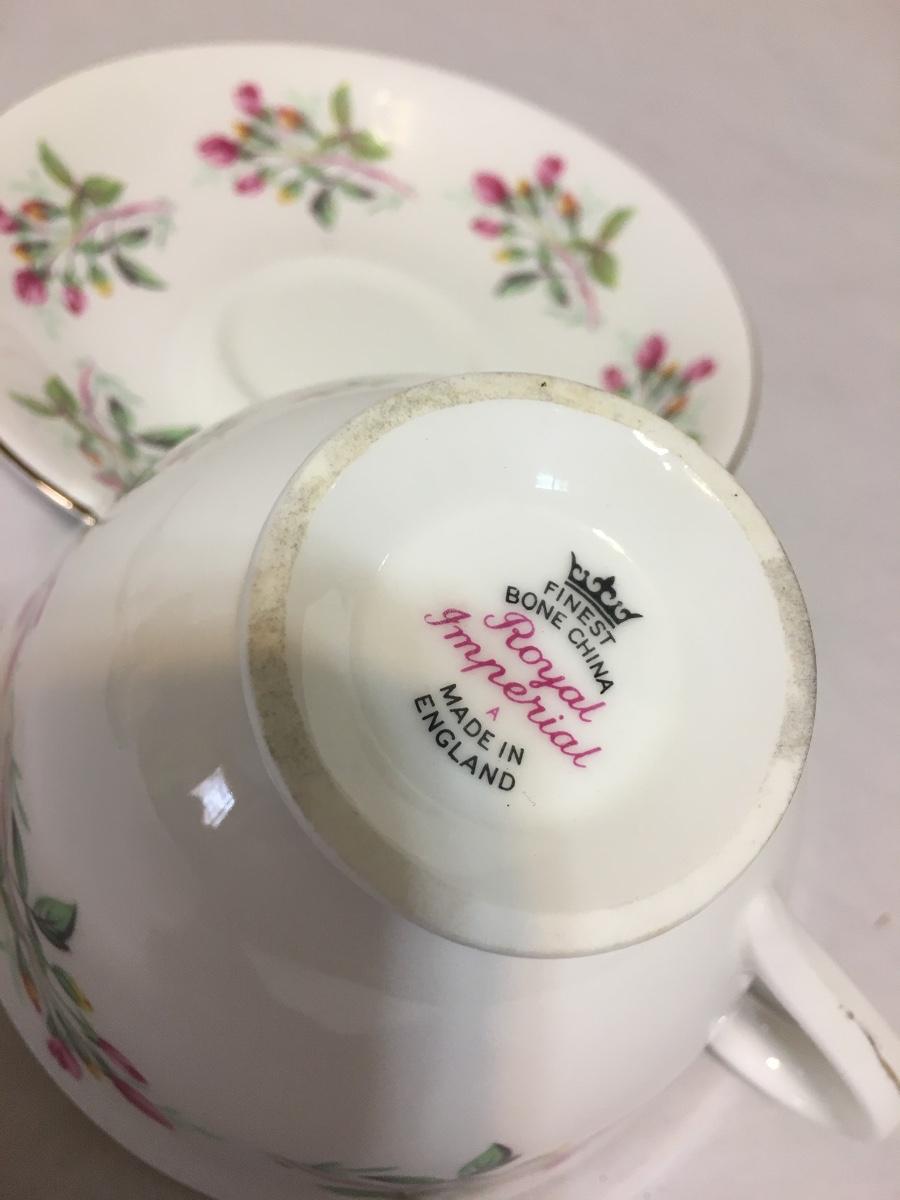 FINEST
BONE CHINA
Royal
Imperial
A
MADE IN
ENGLAND